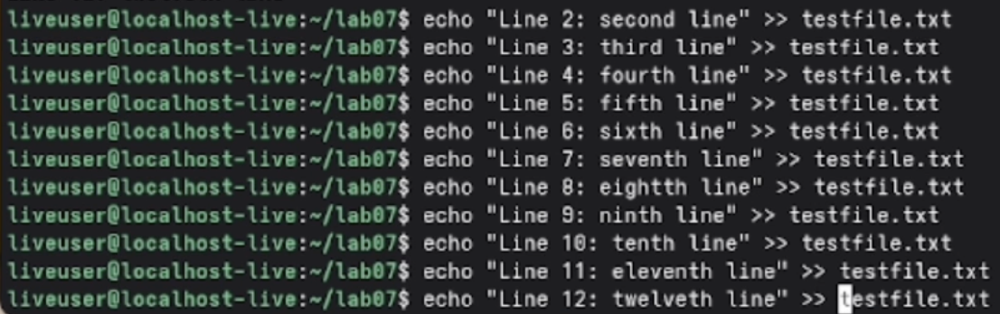 liveuser@localhost-live:~/lab07$ echo "Line 2: second line" >> testfile.txt
liveuser@localhost-live:~/lab07$ echo "Line 3: third line" >> testfile.txt
liveuser@localhost-live:~/lab07$ echo "Line 4: fourth line" >> testfile.txt
liveuser@localhost-live:~/lab07$ echo "Line 5: fifth line" >> testfile.txt
liveuser@localhost-live:~/lab07$ echo "Line 6: sixth line" >> testfile.txt
liveuser@localhost-live:~/lab07$ echo "Line 7: seventh line" >> testfile.txt
liveuser@localhost-live:~/lab07$ echo "Line 8: eightth line" >> testfile.txt
liveuser@localhost-live:~/lab07$ echo "Line 9: ninth line" >> testfile.txt
liveuser@localhost-live:~/lab07$ echo "Line 10: tenth line" >> testfile.txt
liveuser@localhost-live:~/lab07$ echo "Line 11: eleventh line" >> testfile.txt
liveuser@localhost-live:~/lab07$ echo "Line 12: twelveth line" >> testfile.txt